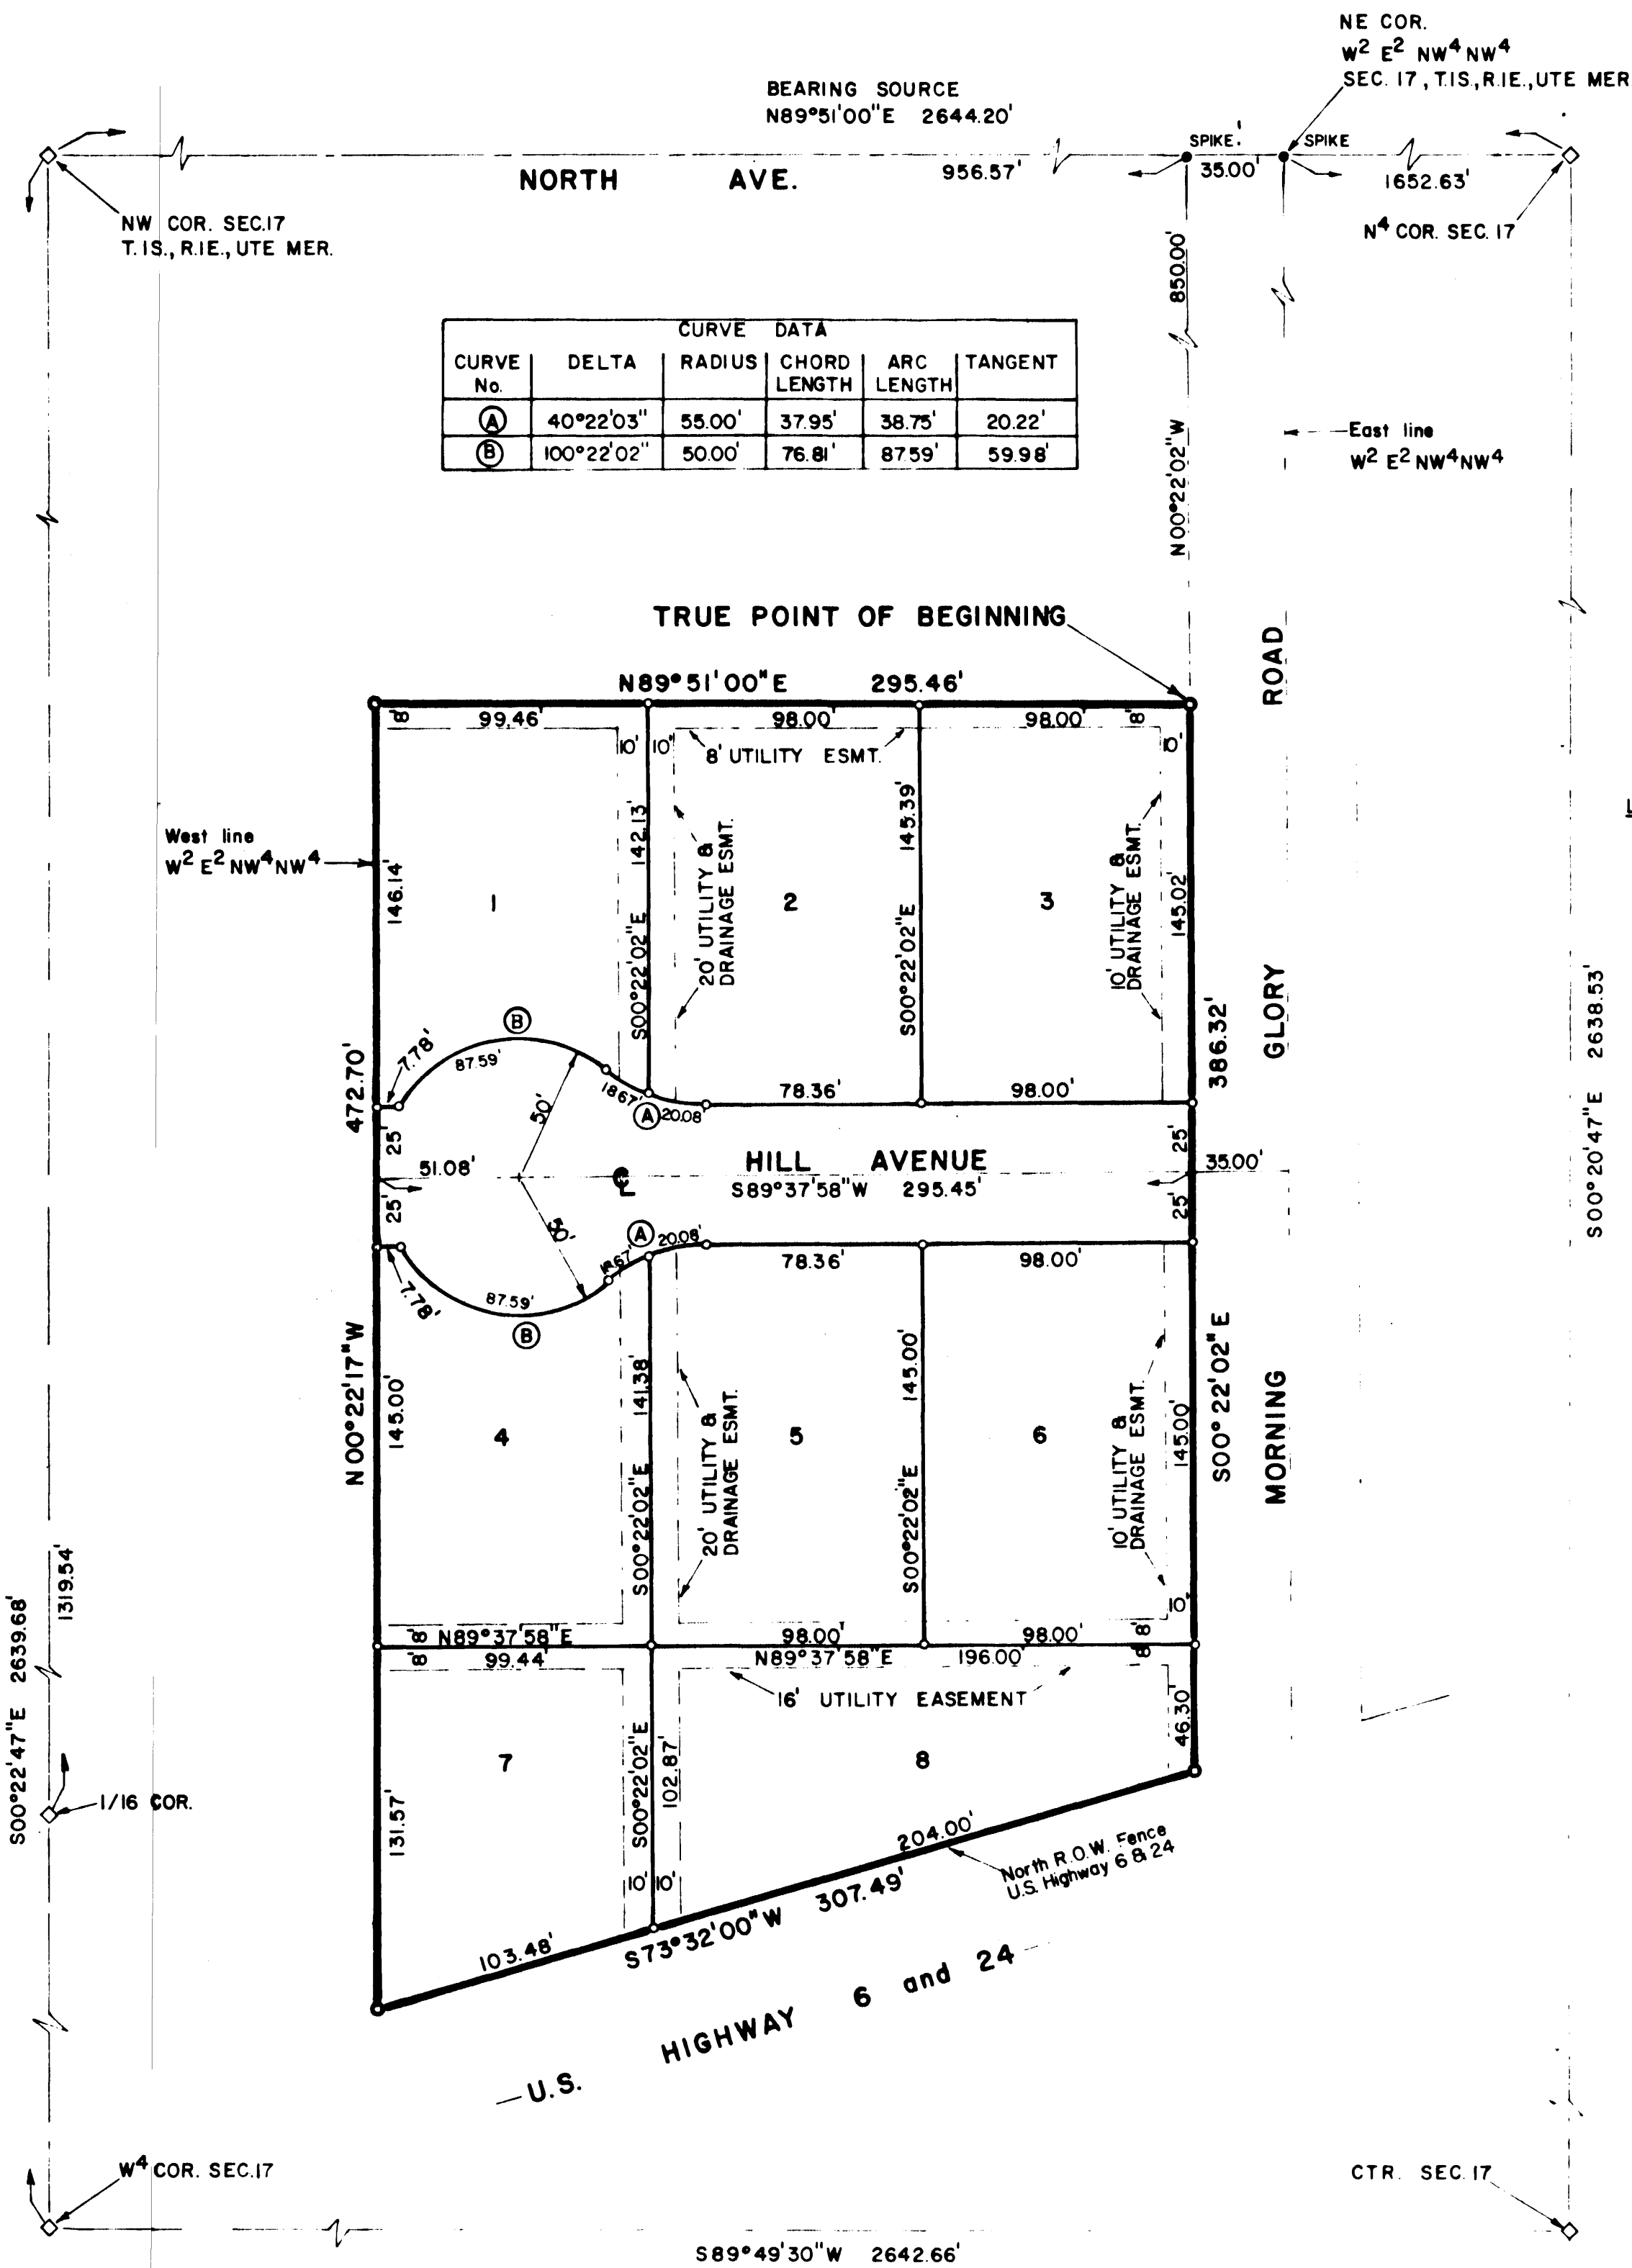 NE COR.
W² E² NW⁴ NW⁴
SEC. 17, T.1S., R.1E., UTE MER
BEARING SOURCE
N89°51'00"E 2644.20'
SPIKE
SPIKE
NORTH AVE.
956.57'
35.00'
1652.63'
NW COR. SEC.17
T.1S., R.1E., UTE MER.
N⁴ COR. SEC. 17
850.00'
N00°22'02"W
CURVE DATA
CURVE No. DELTA RADIUS CHORD LENGTH ARC LENGTH TANGENT
A 40°22'03" 55.00' 37.95' 38.75' 20.22'
B 100°22'02" 50.00' 76.81' 87.59' 59.98'
East line
W² E² NW⁴ NW⁴
TRUE POINT OF BEGINNING
N89°51'00"E 295.46'
8' 99.46' 98.00' 98.00' 8'
10' 10' 10'
8' UTILITY ESMT.
West line
W² E² NW⁴ NW⁴
146.14'
142.13'
S00°22'02"E
20' UTILITY &
DRAINAGE ESMT.
145.39'
S00°22'02"E
10' UTILITY &
DRAINAGE ESMT.
145.02'
1
2
3
386.32'
MORNING GLORY ROAD
S00°20'47"E 2638.53'
472.70'
B
7.78'
87.59'
50'
18.67'
A
20.08'
78.36'
98.00'
25'
25'
51.08'
℄
HILL AVENUE
S89°37'58"W 295.45'
35.00'
25'
25'
50'
A
20.08'
18.67'
78.36'
98.00'
7.78'
87.59'
B
N00°22'17"W
145.00'
141.38'
S00°22'02"E
20' UTILITY &
DRAINAGE ESMT.
145.00'
S00°22'02"E
10' UTILITY &
DRAINAGE ESMT.
145.00'
S00°22'02"E
4
5
6
10'
8' N89°37'58"E 98.00' 98.00' 8'
8' 99.44' N89°37'58"E 196.00' 8'
16' UTILITY EASEMENT
1319.54'
S00°22'47"E 2639.68'
1/16 COR.
7
8
131.57'
S00°22'02"E
102.87'
46.30'
10' 10'
204.00'
North R.O.W. Fence
U.S. Highway 6 & 24
103.48'
S73°32'00"W 307.49'
U.S. HIGHWAY 6 and 24
W⁴ COR. SEC.17
CTR. SEC. 17
S89°49'30"W 2642.66'